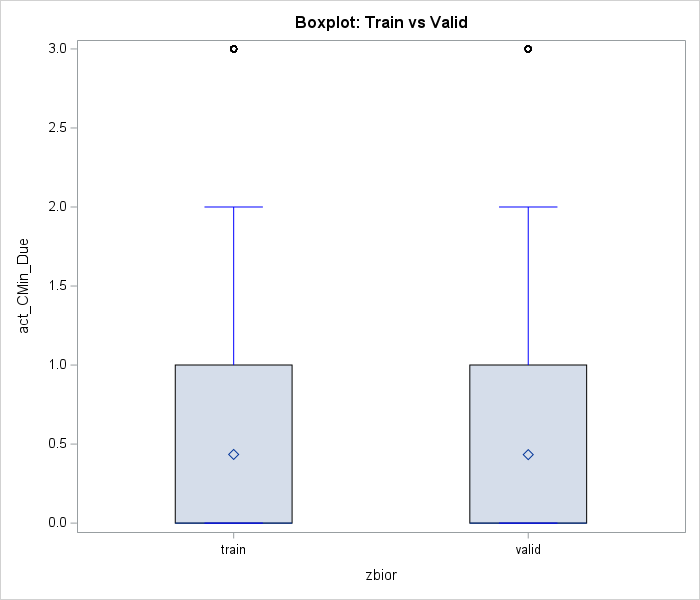 Boxplot: Train vs Valid
3.0
2.5
2.0
1.5
1.0
0.5
0.0
act_CMin_Due
train
valid
zbior